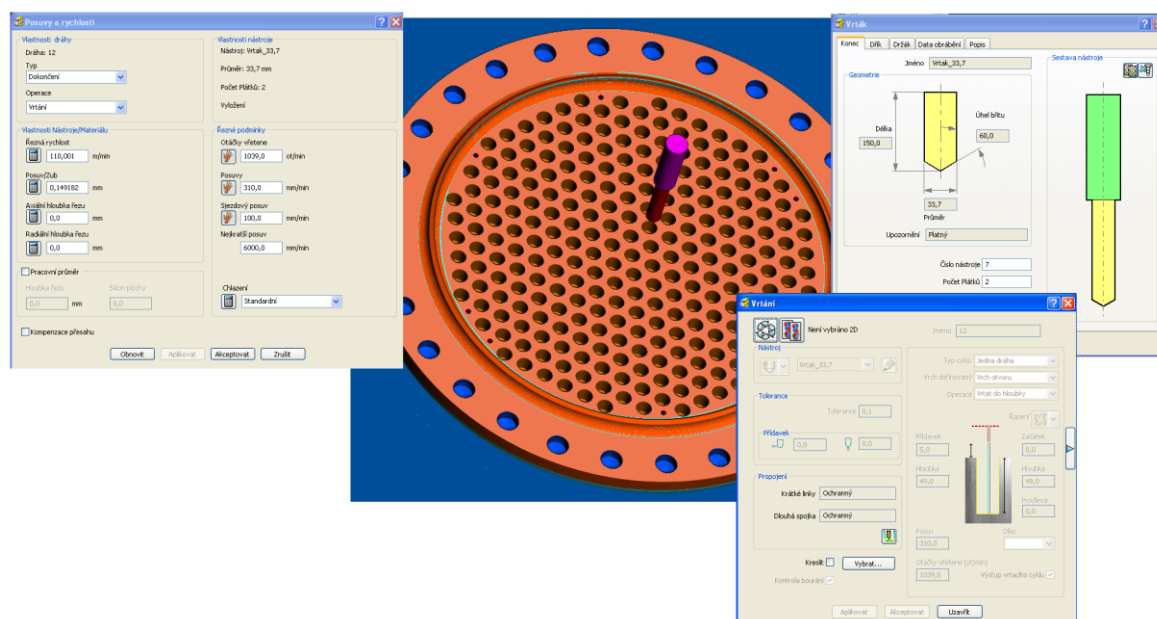 Posuvy a rychlosti
Vlastnosti dráhy
Dráha: 12
Typ
Dokončení
Operace
Vrtání
Vlastnosti nástroje
Nástroj: Vrtak_33,7
Průměr: 33,7 mm
Počet Plátků: 2
Vyložení
Vlastnosti Nástroje/Materiálu
Řezná rychlost
110,001 m/min
Posuv/Zub
0,149182 mm
Axiální hloubka řezu
0,0 mm
Radiální hloubka řezu
0,0 mm
Řezné podmínky
Otáčky vřetene
1039,0 ot/min
Posuvy
310,0 mm/min
Sjezdový posuv
100,0 mm/min
Nejkratší posuv
6000,0 mm/min
Pracovní průměr
Hloubka řezu Sklon plochy
0,0 mm 0,0
Chlazení
Standardní
Kompenzace přesahu
Obnovit Aplikovat Akceptovat Zrušit
Vrták
Konec Dřík Držák Data obrábění Popis
Jméno Vrtak_33,7
Geometrie
Délka
150,0
Úhel břitu
60,0
33,7
Průměr
Upozornění Platný
Číslo nástroje 7
Počet Plátků 2
Sestava nástroje
Vrtání
Není vybráno 2D
Jméno 12
Nástroj
Vrtak_33,7
Tolerance
Tolerance 0,1
Přídavek
0,0 0,0
Propojení
Krátké linky Ochranný
Dlouhá spojka Ochranný
Kreslit Vybrat...
Kontrola bourání
Typ cyklu Jedna dráha
Vrch definovaný Vrch otvoru
Operace Vrtat do hloubky
Řazení
Přídavek
5,0
Začátek
0,0
Hloubka
49,0
Hloubka
49,0
Prodleva
0,0
Posuv
310,0
Otáčky vřetene (ot/min)
1039,0
Výstup vrtacího cyklu
Aplikovat Akceptovat Uzavřít